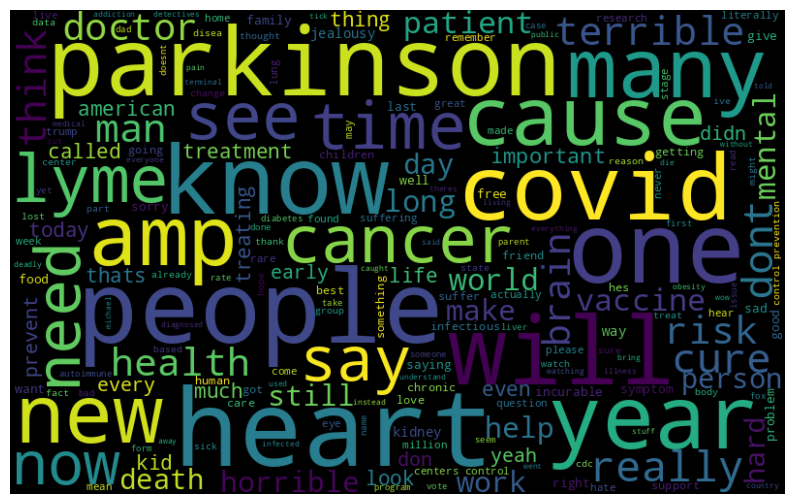 addiction detectives
data dad
tick
disea
home family
doctor
thing
patient
terrible
case
research
public
literally
live
doesnt
thought
jealousy
remember
give
think
parkinson
many
pain
terminal
change
lung
great
stage
ive
told
american
see
time
cause
last
may
made
didn
mental
man
trump
medical
going
everyone
called
treatment
children
important
reason
getting
without
read
center
day
well
free
never
die
might
yet
part
sorry
lyme
know
covid
living
theres
long
today
lost
treating
diabetes
found
suffering
amp
cancer
one
dont
first
everything
control prevention
week
deadly
food
thats
already
done
thank
said
parent
rate
rare
early
life
friend
state
world
hes
brain
obesity
wow
issue
sad
hear
good
need
people
will
michael
diagnosed
hope
best
take
group
caught
something
suffer
actually
make
infectious
liver
vaccine
treat
risk
way
prevent
autoimmune
based
health
say
someone
saying
watch
please
sure
bring
watching
cure
person
want
fact
bad
every
human
come
used
instead
understand
illness
symptom
body
fox
problem
much
got
still
chronic
even
incurable
stuff
hard
new
heart
year
care
love
question
help
now
kid
sick
eye
name
kidney
million
seem
form
away
infected
yeah
really
cdc
mean
death
horrible
look
don
program
centers control
vote
went
work
right
hate
support
country